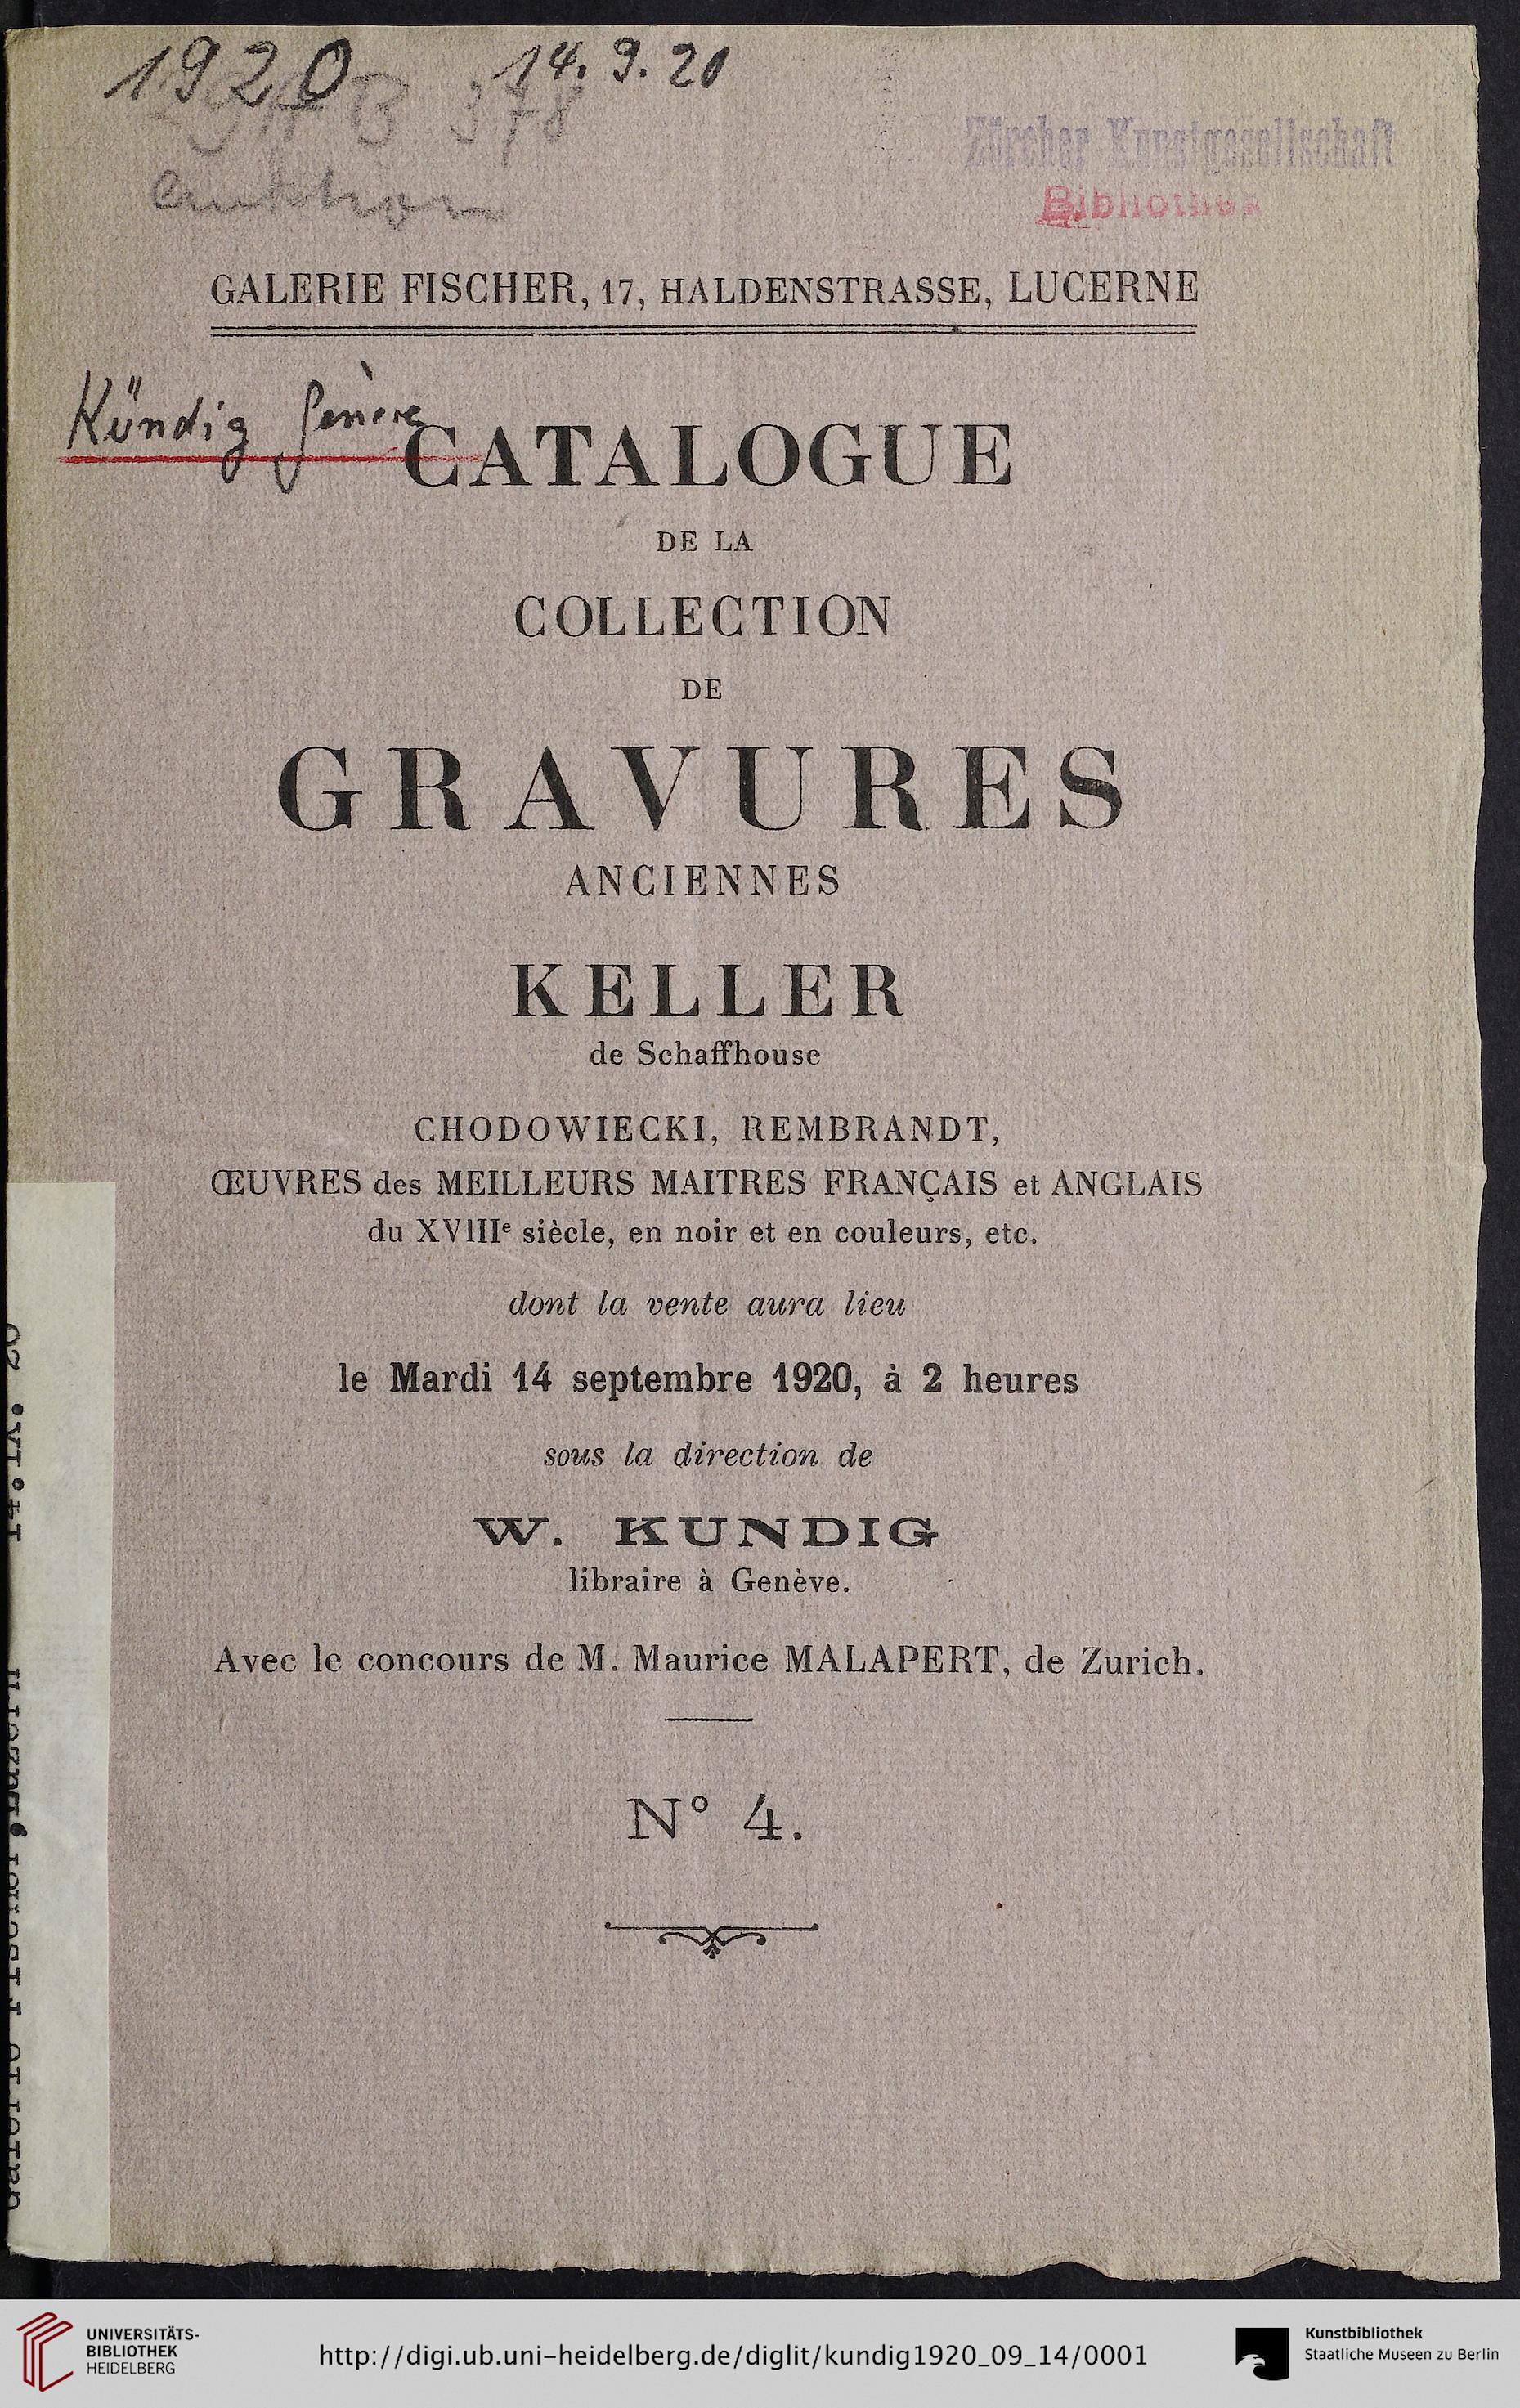 1920 14.9.20
378
Zürcher Kunstgesellschaft
Bibliothek
GALERIE FISCHER, 17, HALDENSTRASSE, LUCERNE
Kündig Genève
CATALOGUE
DE LA
COLLECTION
DE
GRAVURES
ANCIENNES
KELLER
de Schaffhouse
CHODOWIECKI, REMBRANDT,
ŒUVRES des MEILLEURS MAITRES FRANÇAIS et ANGLAIS
du XVIIIe siècle, en noir et en couleurs, etc.
dont la vente aura lieu
le Mardi 14 septembre 1920, à 2 heures
sous la direction de
W. KUNDIG
libraire à Genève.
Avec le concours de M. Maurice MALAPERT, de Zurich.
N° 4.
UNIVERSITÄTS-
BIBLIOTHEK
HEIDELBERG
http://digi.ub.uni-heidelberg.de/diglit/kundig1920_09_14/0001
Kunstbibliothek
Staatliche Museen zu Berlin